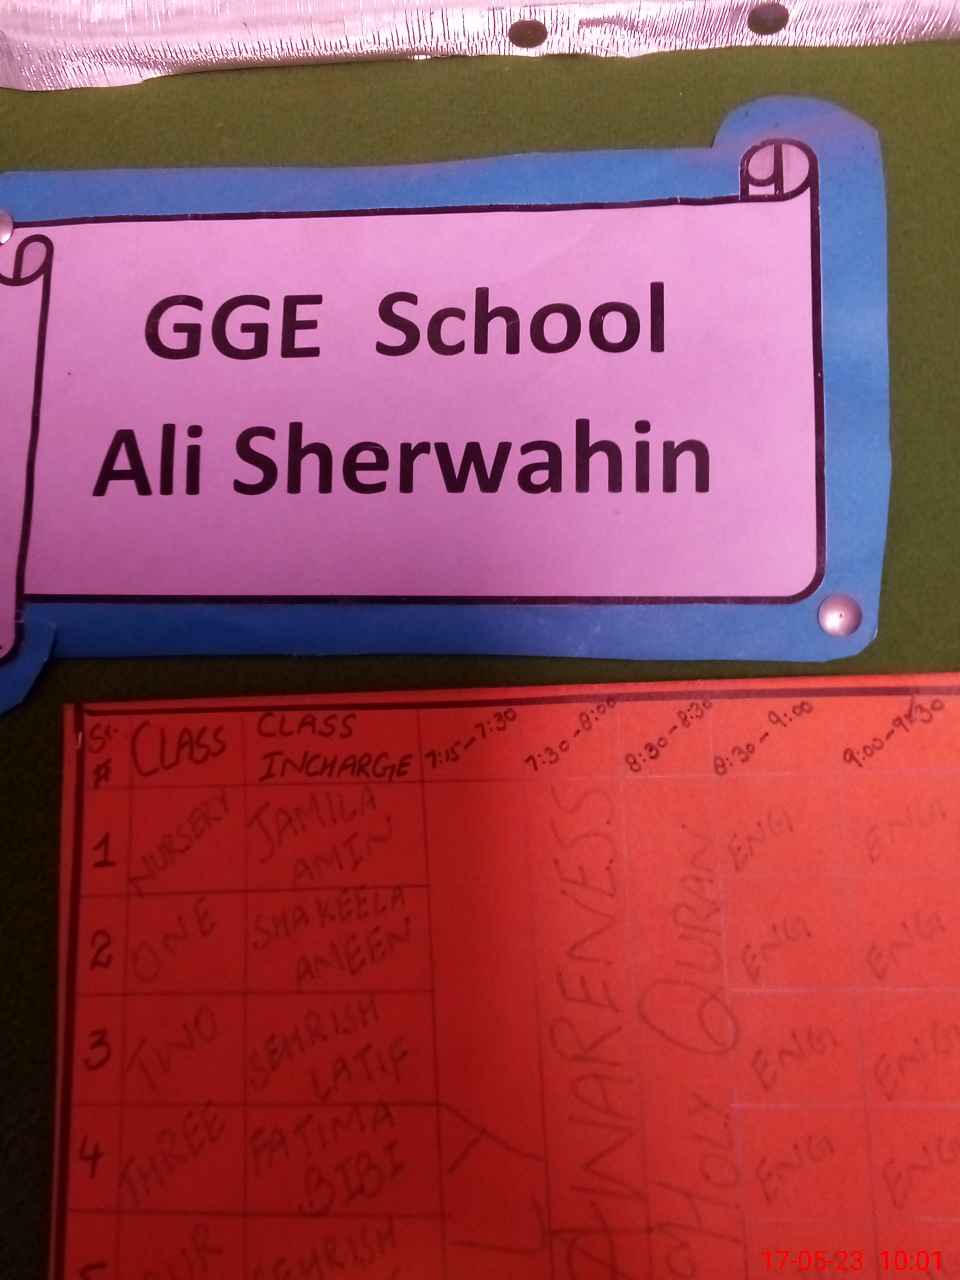 GGE School
Ali Sherwahin
Sr. # CLASS CLASS INCHARGE 7:15-7:30 7:30-8:00 8:30-8:30 8:30-9:00 9:00-9:30
1 NURSERY JAMILA AMIN ENG ENG
2 ONE SHAKEELA AMEEN ENG ENG
3 TWO SEHRISH LATIF ENG ENG
4 THREE FATIMA BIBI ENG ENG
5 SEHRISH
AWARENESS
HOLY QURAN
17-05-23 10:01